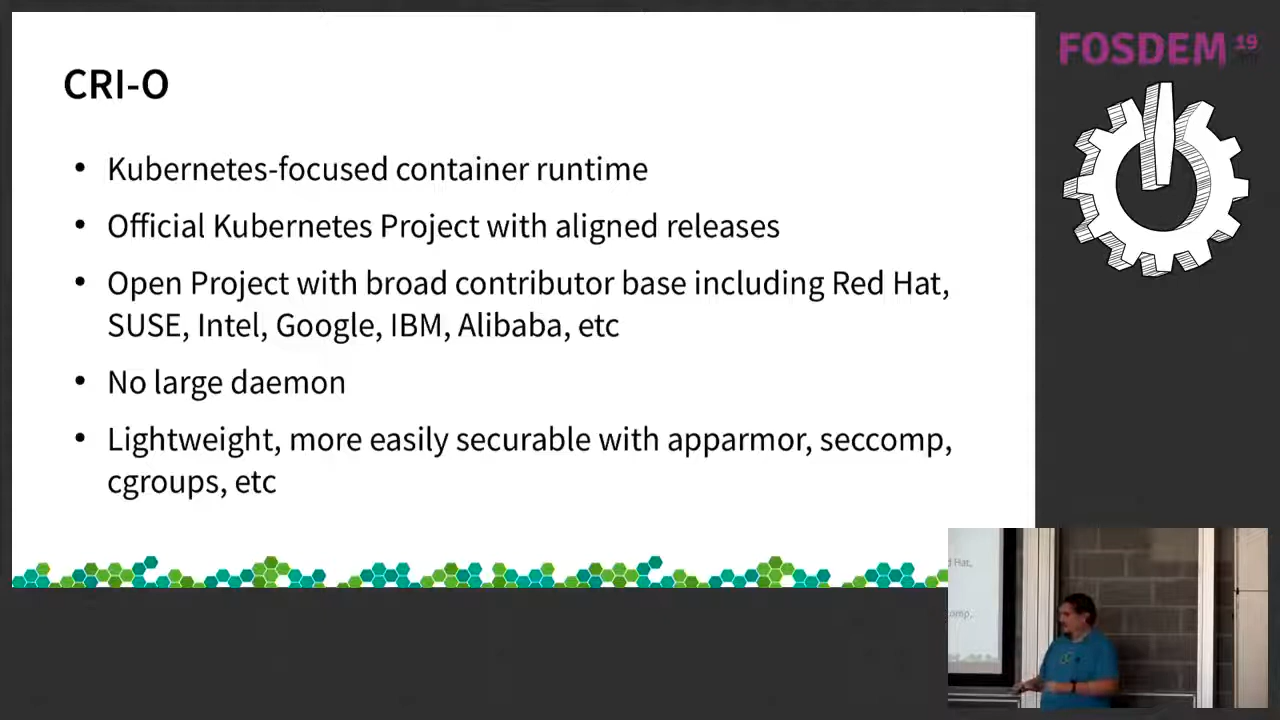 CRI-O
Kubernetes-focused container runtime
Official Kubernetes Project with aligned releases
Open Project with broad contributor base including Red Hat,
SUSE, Intel, Google, IBM, Alibaba, etc
No large daemon
Lightweight, more easily securable with apparmor, seccomp,
cgroups, etc
FOSDEM 19
Hat,
omp,